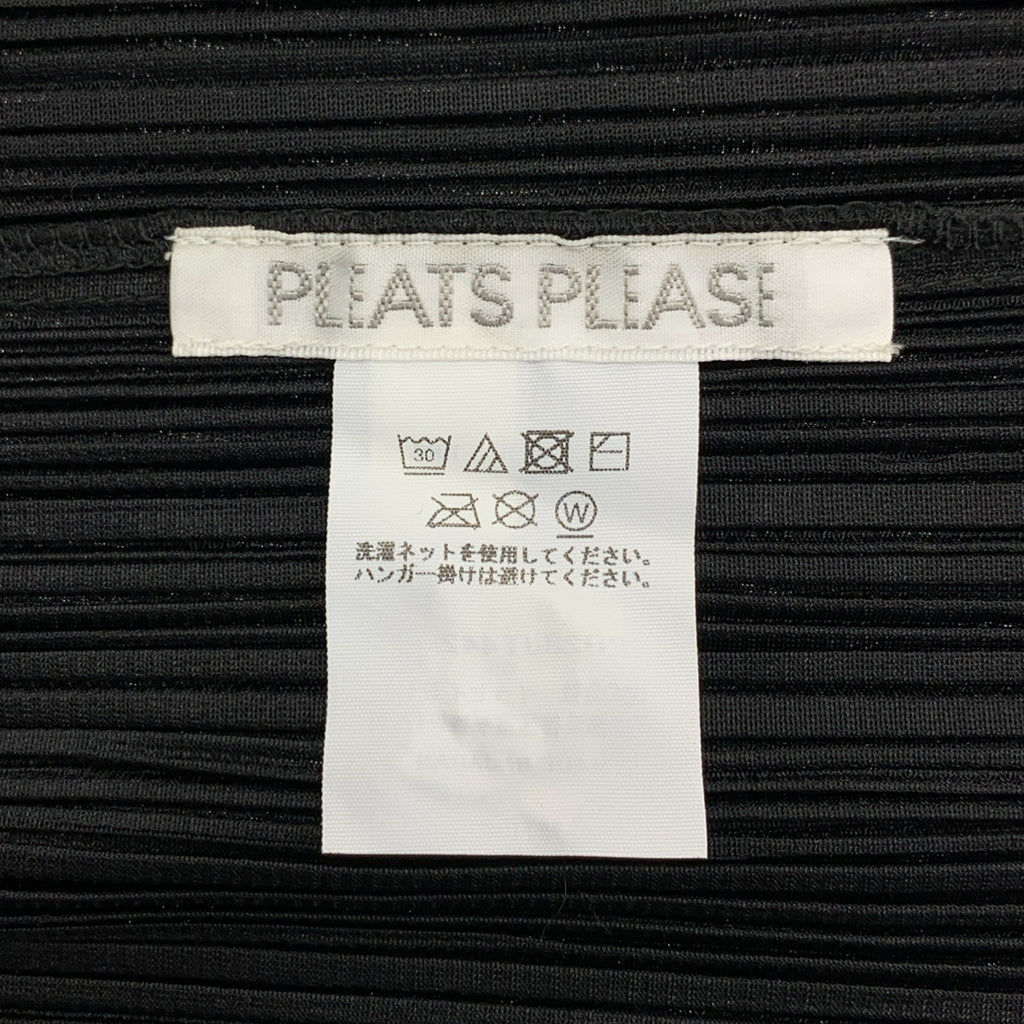 PLEATS PLEASE
30
W
洗濯ネットを使用してください。
ハンガー掛けは避けてください。